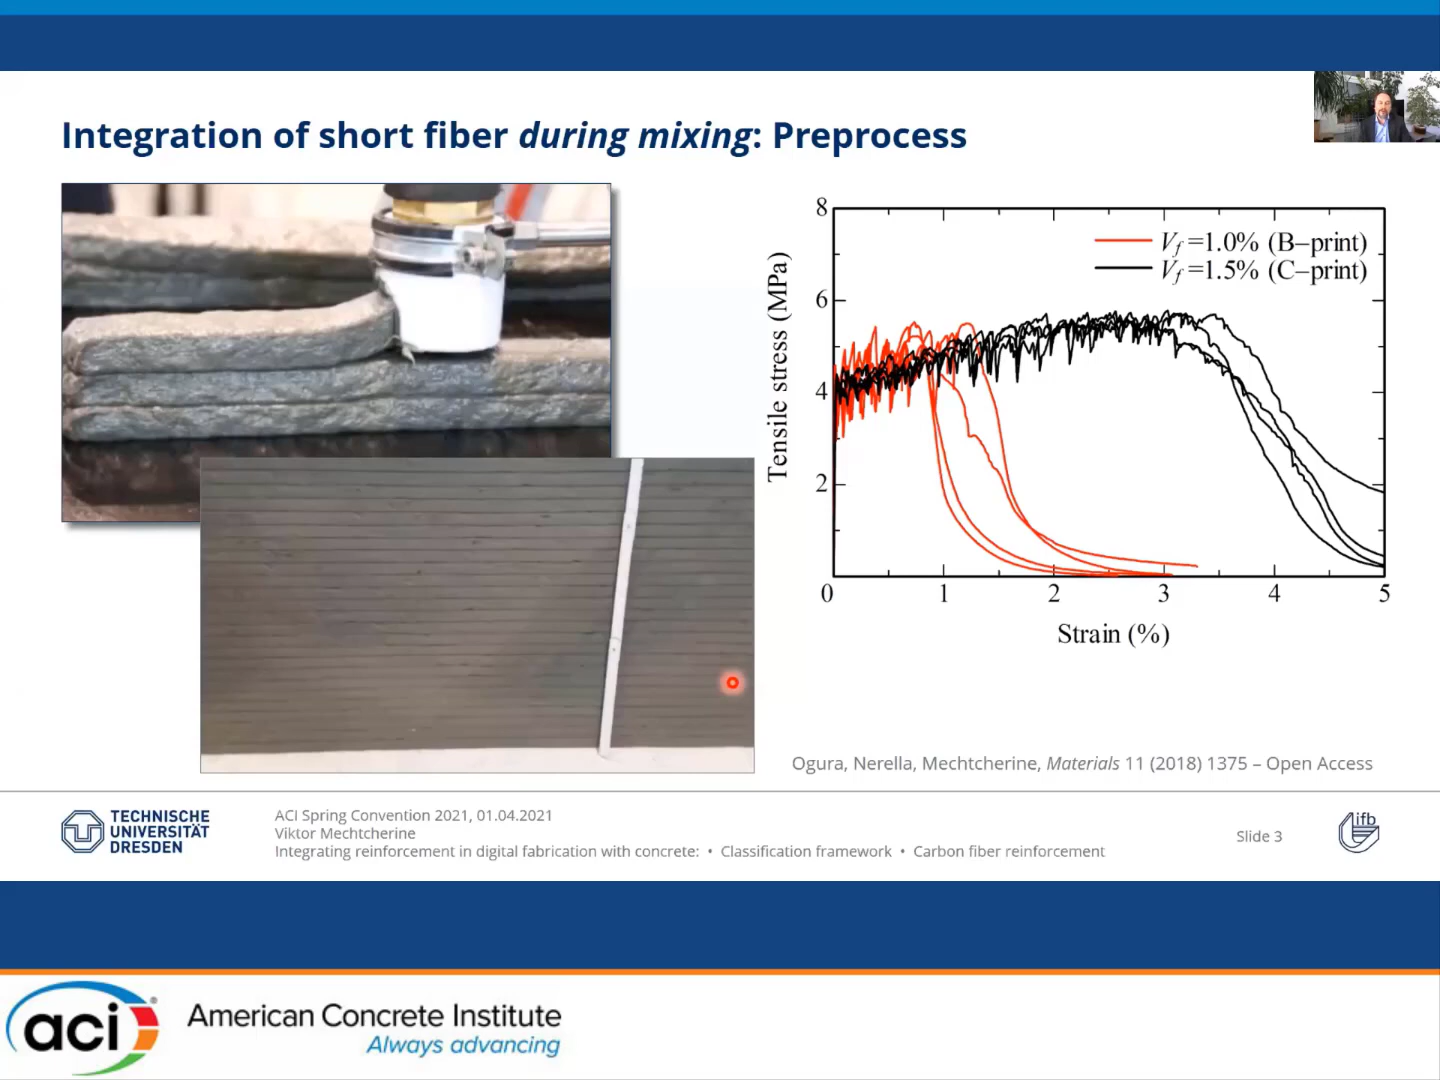 Integration of short fiber during mixing: Preprocess
8
6
4
2
0
1
2
3
4
5
Tensile stress (MPa)
Strain (%)
Vf=1.0% (B–print)
Vf=1.5% (C–print)
Ogura, Nerella, Mechtcherine, Materials 11 (2018) 1375 – Open Access
TECHNISCHE
UNIVERSITÄT
DRESDEN
ACI Spring Convention 2021, 01.04.2021
Viktor Mechtcherine
Integrating reinforcement in digital fabrication with concrete: • Classification framework • Carbon fiber reinforcement
Slide 3
ifb
aci
American Concrete Institute
Always advancing